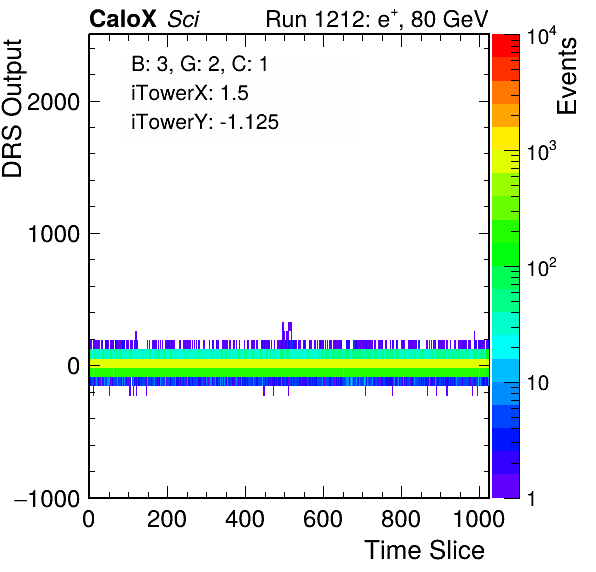 CaloX Sci Run 1212: e⁺, 80 GeV
B: 3, G: 2, C: 1
iTowerX: 1.5
iTowerY: -1.125
DRS Output
2000
1000
0
−1000
0 200 400 600 800 1000
Time Slice
Events
10⁴
10³
10²
10
1